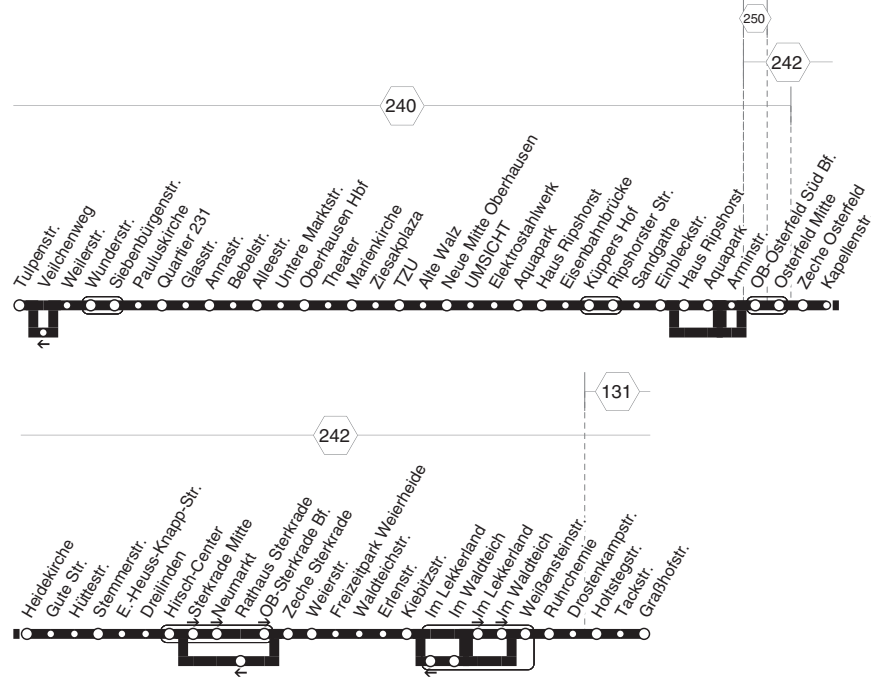 250
242
240
Tulpenstr.
Veilchenweg
Weilerstr.
Wunderstr.
Siebenbürgenstr.
Pauluskirche
Quartier 231
Glasstr.
Annastr.
Bebelstr.
Alleestr.
Untere Marktstr.
Oberhausen Hbf
Theater
Marienkirche
Ziesakplaza
TZU
Alte Walz
Neue Mitte Oberhausen
UMSICHT
Elektrostahlwerk
Aquapark
Haus Ripshorst
Eisenbahnbrücke
Küppers Hof
Ripshorster Str.
Sandgathe
Einbleckstr.
Haus Ripshorst
Aquapark
Arminstr.
OB-Osterfeld Süd Bf.
Osterfeld Mitte
Zeche Osterfeld
Kapellenstr
131
242
Heidekirche
Gute Str.
Hüttestr.
Stemmerstr.
E.-Heuss-Knapp-Str.
Dreilinden
Hirsch-Center
Sterkrade Mitte
Neumarkt
Rathaus Sterkrade
OB-Sterkrade Bf.
Zeche Sterkrade
Weierstr.
Freizeitpark Weierheide
Waldteichstr.
Erlenstr.
Kiebitzstr.
Im Lekkerland
Im Waldteich
Im Lekkerland
Im Waldteich
Weißensteinstr.
Ruhrchemie
Drostenkampstr.
Holtstegstr.
Tackstr.
Graßhofstr.